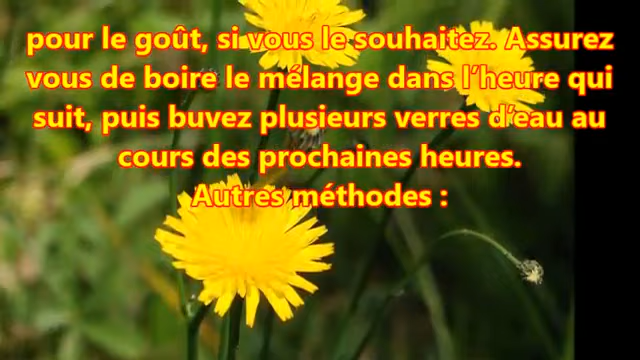 pour le goût, si vous le souhaitez. Assurez
vous de boire le mélange dans l’heure qui
suit, puis buvez plusieurs verres d’eau au
cours des prochaines heures.
Autres méthodes :